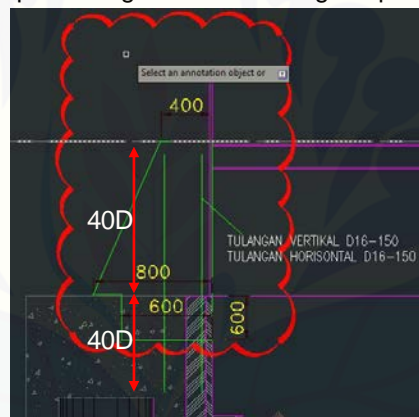 Select an annotation object or
400
40D
TULANGAN VERTIKAL D16-150
TULANGAN HORISONTAL D16-150
800
600
600
40D